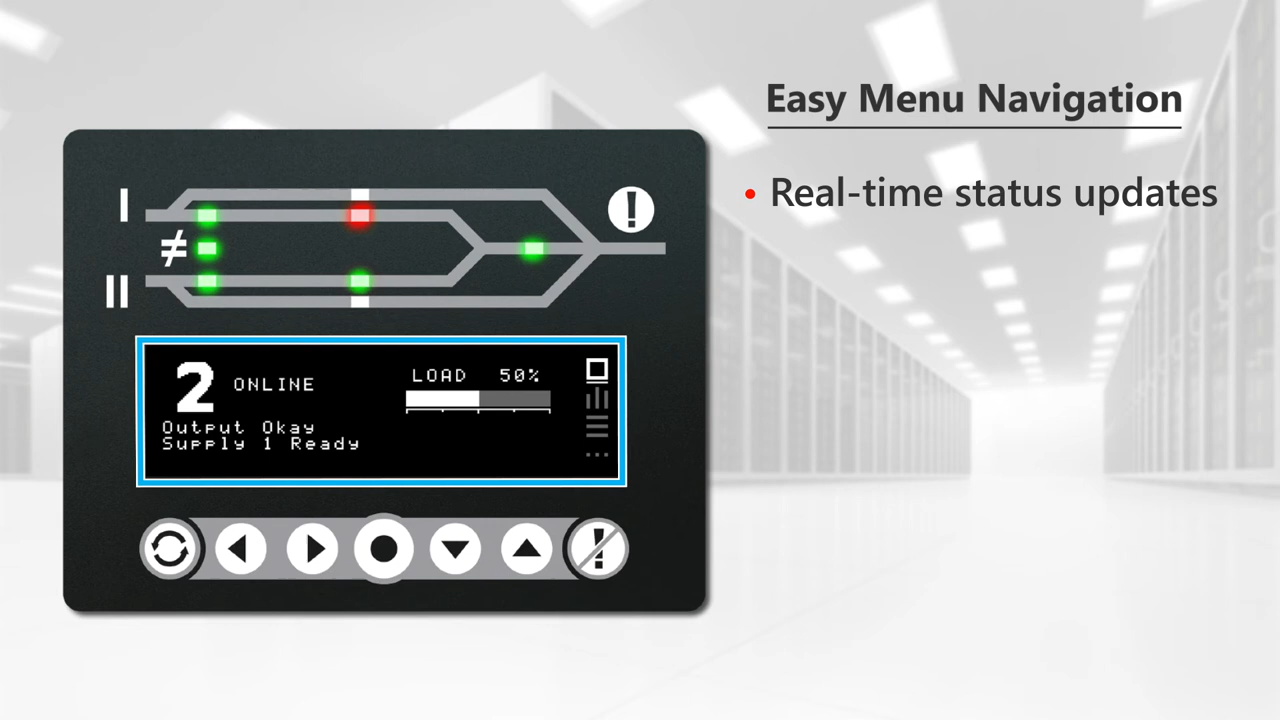 Easy Menu Navigation
• Real-time status updates
I
≠
II
!
2 ONLINE
LOAD 50%
Output Okay
Supply 1 Ready
!